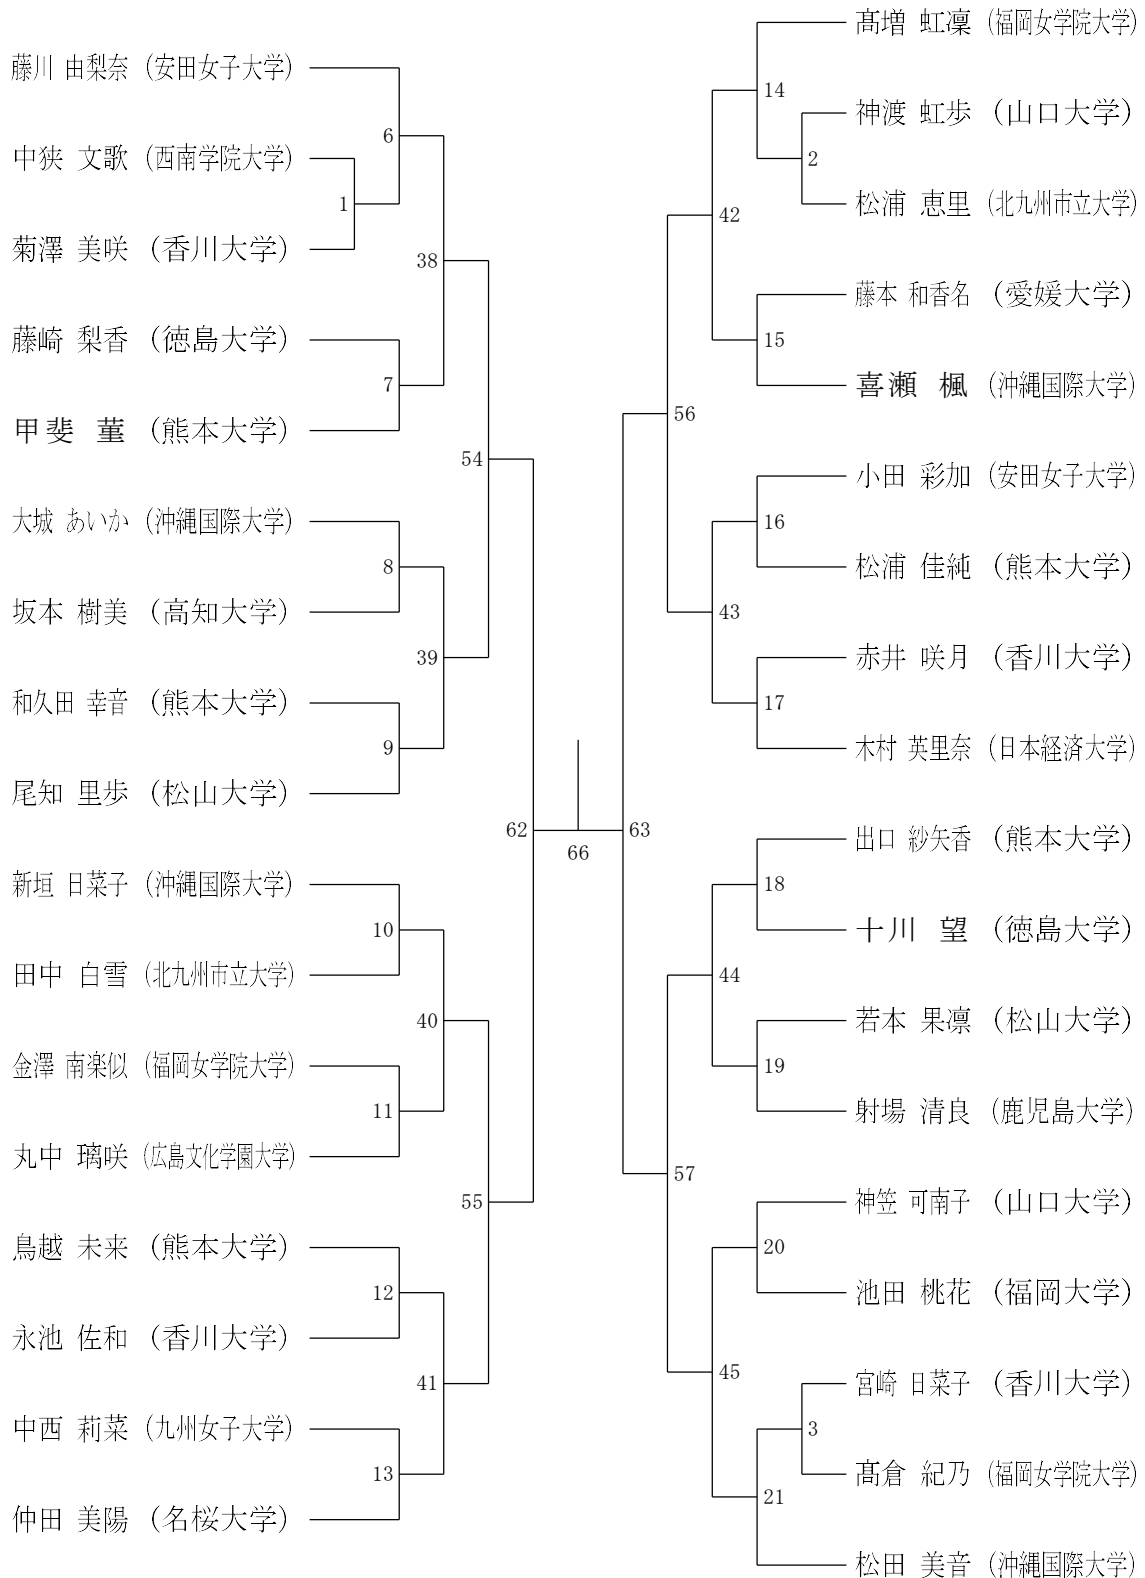 藤川 由梨奈 (安田女子大学)
6
中狭 文歌 (西南学院大学)
1
菊澤 美咲 (香川大学)
38
藤崎 梨香 (徳島大学)
7
甲斐 菫 (熊本大学)
54
大城 あいか (沖縄国際大学)
8
坂本 樹美 (高知大学)
39
和久田 幸音 (熊本大学)
9
尾知 里歩 (松山大学)
62
新垣 日菜子 (沖縄国際大学)
10
田中 白雪 (北九州市立大学)
40
金澤 南楽似 (福岡女学院大学)
11
丸中 璃咲 (広島文化学園大学)
55
鳥越 未来 (熊本大学)
12
永池 佐和 (香川大学)
41
中西 莉菜 (九州女子大学)
13
仲田 美陽 (名桜大学)
66
髙増 虹凜 (福岡女学院大学)
14
神渡 虹歩 (山口大学)
2
松浦 恵里 (北九州市立大学)
42
藤本 和香名 (愛媛大学)
15
喜瀬 楓 (沖縄国際大学)
56
小田 彩加 (安田女子大学)
16
松浦 佳純 (熊本大学)
43
赤井 咲月 (香川大学)
17
木村 英里奈 (日本経済大学)
63
出口 紗矢香 (熊本大学)
18
十川 望 (徳島大学)
44
若本 果凛 (松山大学)
19
射場 清良 (鹿児島大学)
57
神笠 可南子 (山口大学)
20
池田 桃花 (福岡大学)
45
宮崎 日菜子 (香川大学)
3
髙倉 紀乃 (福岡女学院大学)
21
松田 美音 (沖縄国際大学)